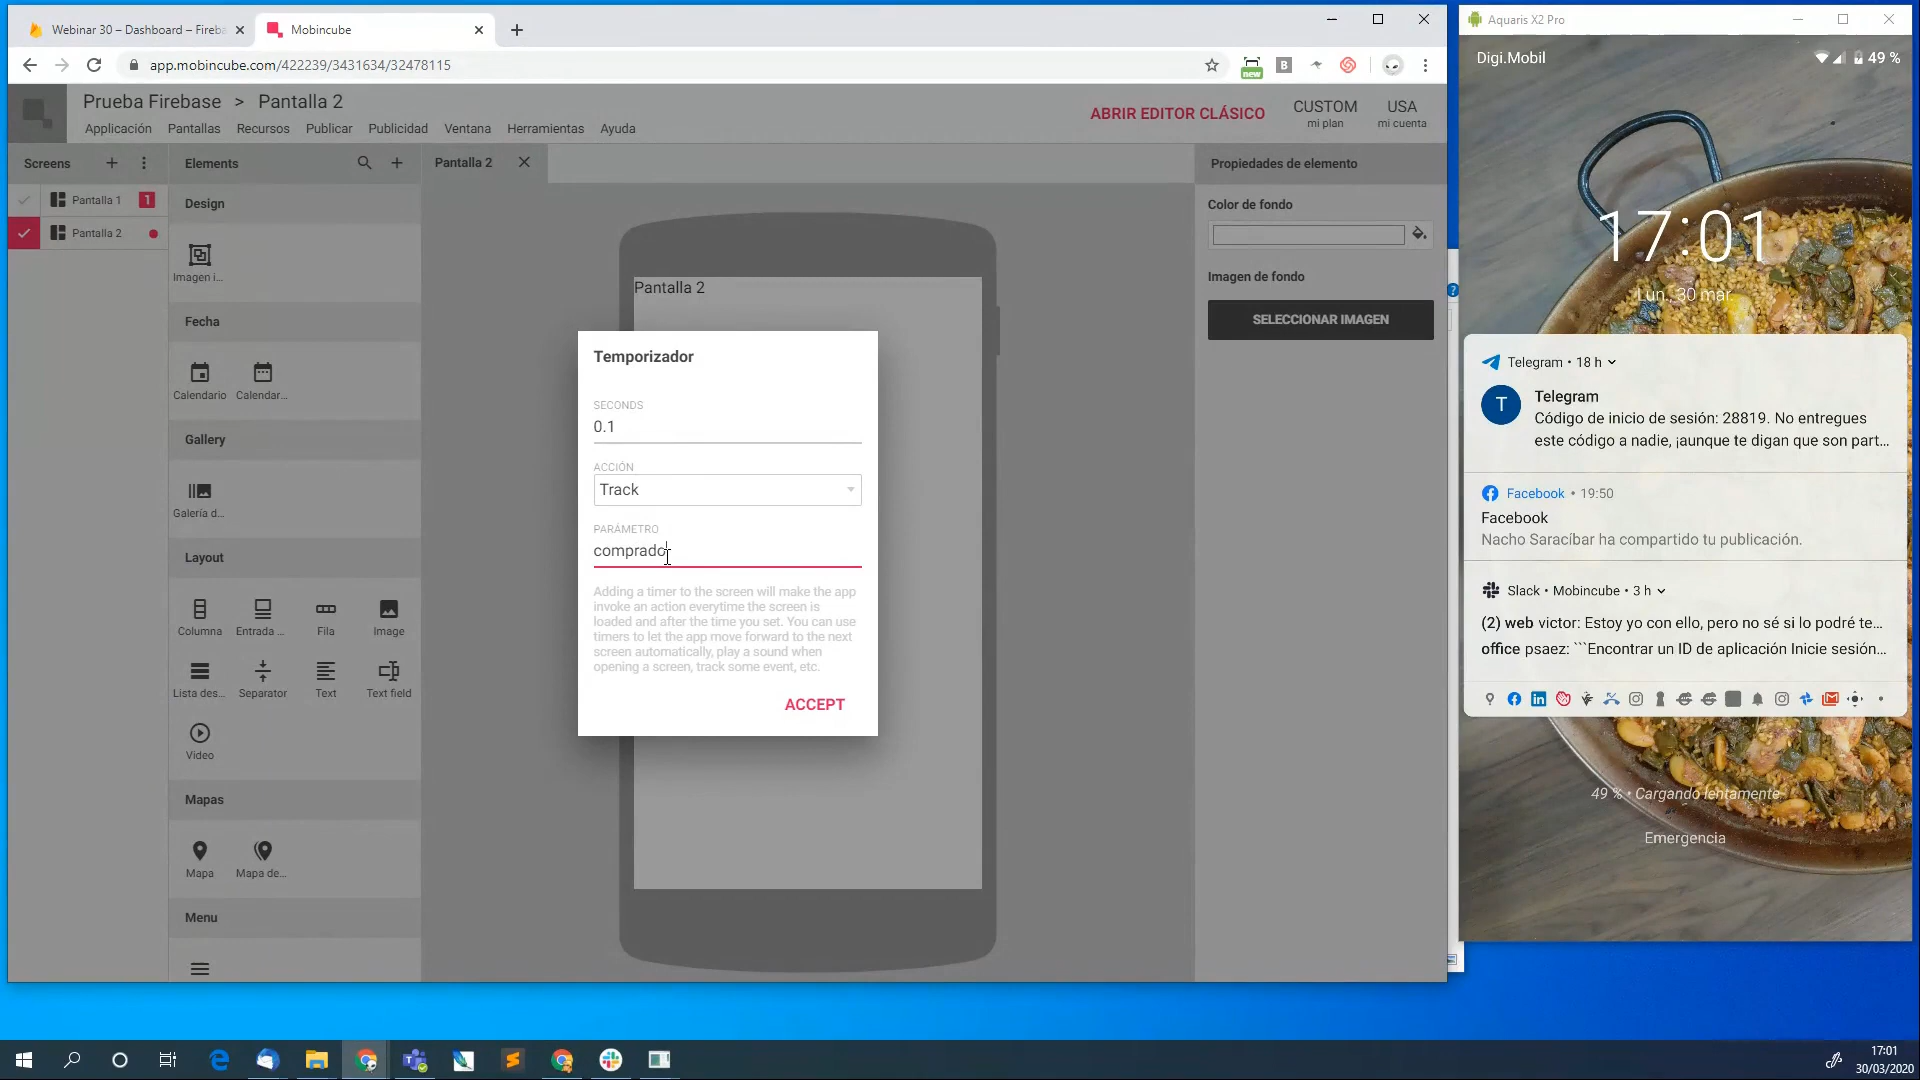 Webinar 30 – Dashboard – Fireba
Mobincube
app.mobincube.com/422239/3431634/32478115
new
B
Prueba Firebase > Pantalla 2
Aplicación Pantallas Recursos Publicar Publicidad Ventana Herramientas Ayuda
ABRIR EDITOR CLÁSICO
CUSTOM
mi plan
USA
mi cuenta
Screens
Pantalla 1
1
Pantalla 2
Elements
Design
Imagen i...
Fecha
Calendario
Calendar...
Gallery
Galería d...
Layout
Columna
Entrada ...
Fila
Image
Lista des...
Separator
Text
Text field
Video
Mapas
Mapa
Mapa de...
Menu
Pantalla 2
Pantalla 2
Temporizador
SECONDS
0.1
ACCIÓN
Track
PARÁMETRO
comprado
Adding a timer to the screen will make the app
invoke an action everytime the screen is
loaded and after the time you set. You can use
timers to let the app move forward to the next
screen automatically, play a sound when
opening a screen, track some event, etc.
ACCEPT
Propiedades de elemento
Color de fondo
Imagen de fondo
SELECCIONAR IMAGEN
Aquaris X2 Pro
Digi.Mobil
49 %
17:01
Lun., 30 mar.
Telegram • 18 h
T
Telegram
Código de inicio de sesión: 28819. No entregues
este código a nadie, ¡aunque te digan que son part...
Facebook • 19:50
Facebook
Nacho Saracíbar ha compartido tu publicación.
Slack • Mobincube • 3 h
(2) web victor: Estoy yo con ello, pero no sé si lo podré te...
office psaez: ```Encontrar un ID de aplicación Inicie sesión...
49 % • Cargando lentamente
Emergencia
17:01
30/03/2020